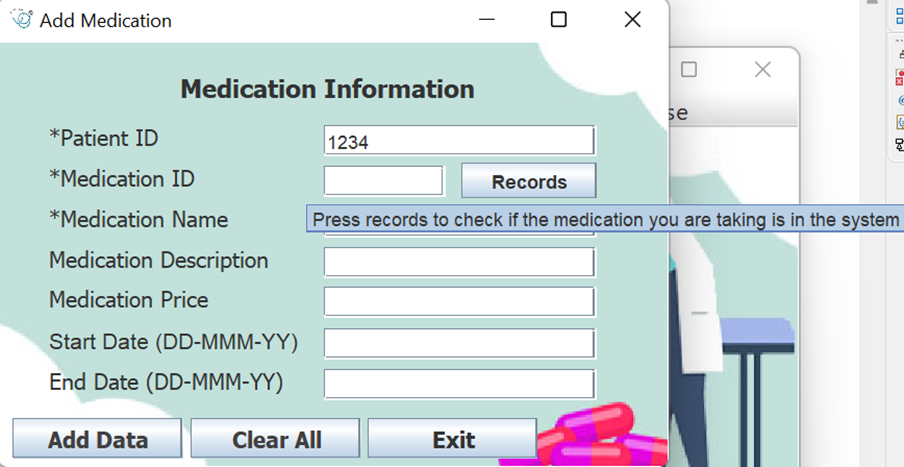 Add Medication
Medication Information
*Patient ID
1234
*Medication ID
Records
*Medication Name
Press records to check if the medication you are taking is in the system
Medication Description
Medication Price
Start Date (DD-MMM-YY)
End Date (DD-MMM-YY)
Add Data
Clear All
Exit